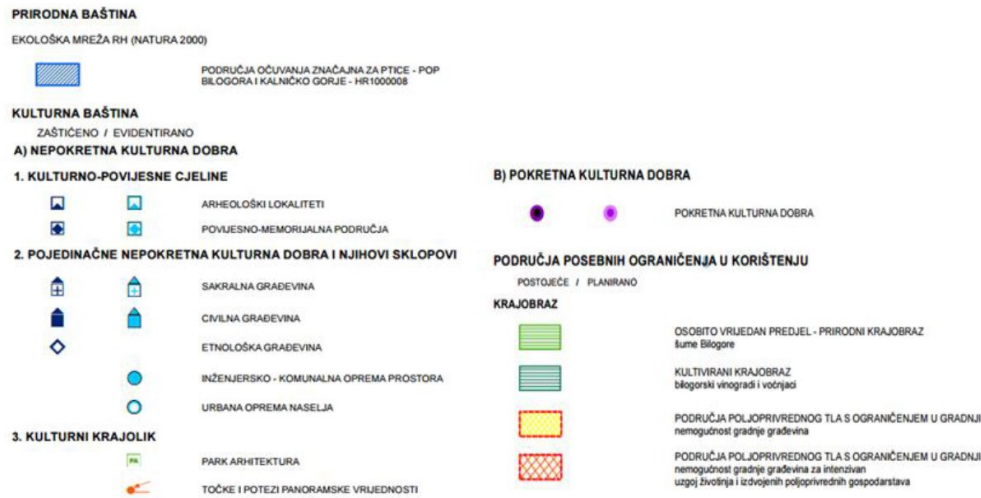 PRIRODNA BAŠTINA
EKOLOŠKA MREŽA RH (NATURA 2000)
PODRUČJA OČUVANJA ZNAČAJNA ZA PTICE - POP
BILOGORA I KALNIČKO GORJE - HR1000008
KULTURNA BAŠTINA
ZAŠTIĆENO / EVIDENTIRANO
A) NEPOKRETNA KULTURNA DOBRA
1. KULTURNO-POVIJESNE CJELINE
ARHEOLOŠKI LOKALITETI
POVIJESNO-MEMORIJALNA PODRUČJA
2. POJEDINAČNE NEPOKRETNA KULTURNA DOBRA I NJIHOVI SKLOPOVI
SAKRALNA GRAĐEVINA
CIVILNA GRAĐEVINA
ETNOLOŠKA GRAĐEVINA
INŽENJERSKO - KOMUNALNA OPREMA PROSTORA
URBANA OPREMA NASELJA
3. KULTURNI KRAJOLIK
PA
PARK ARHITEKTURA
TOČKE I POTEZI PANORAMSKE VRIJEDNOSTI
B) POKRETNA KULTURNA DOBRA
POKRETNA KULTURNA DOBRA
PODRUČJA POSEBNIH OGRANIČENJA U KORIŠTENJU
POSTOJEĆE / PLANIRANO
KRAJOBRAZ
OSOBITO VRIJEDAN PREDJEL - PRIRODNI KRAJOBRAZ
šume Bilogore
KULTIVIRANI KRAJOBRAZ
bilogorski vinogradi i voćnjaci
PODRUČJA POLJOPRIVREDNOG TLA S OGRANIČENJEM U GRADNJI
nemogućnost gradnje građevina
PODRUČJA POLJOPRIVREDNOG TLA S OGRANIČENJEM U GRADNJI
nemogućnost gradnje građevina za intenzivan
uzgoj životinja i izdvojenih poljoprivrednih gospodarstava